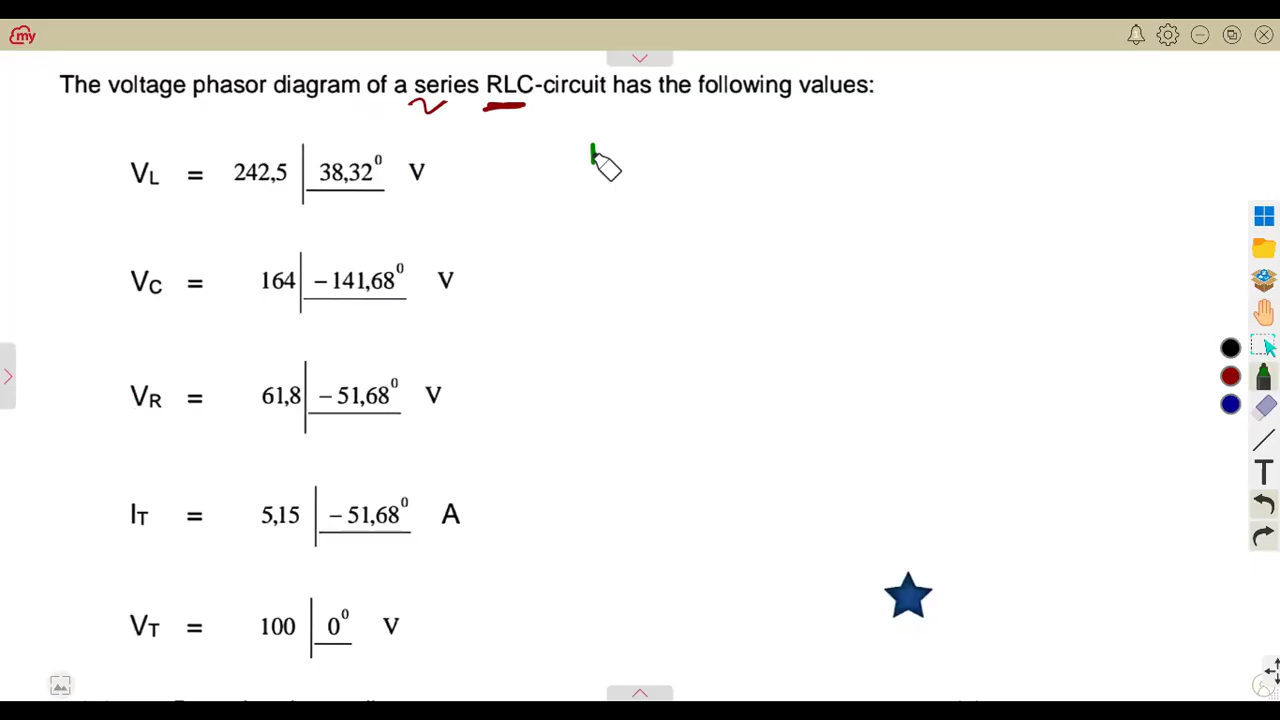 my
The voltage phasor diagram of a series RLC-circuit has the following values:
VL = 242,5 | 38,32⁰ V
VC = 164 | − 141,68⁰ V
VR = 61,8 | − 51,68⁰ V
IT = 5,15 | − 51,68⁰ A
VT = 100 | 0⁰ V
T